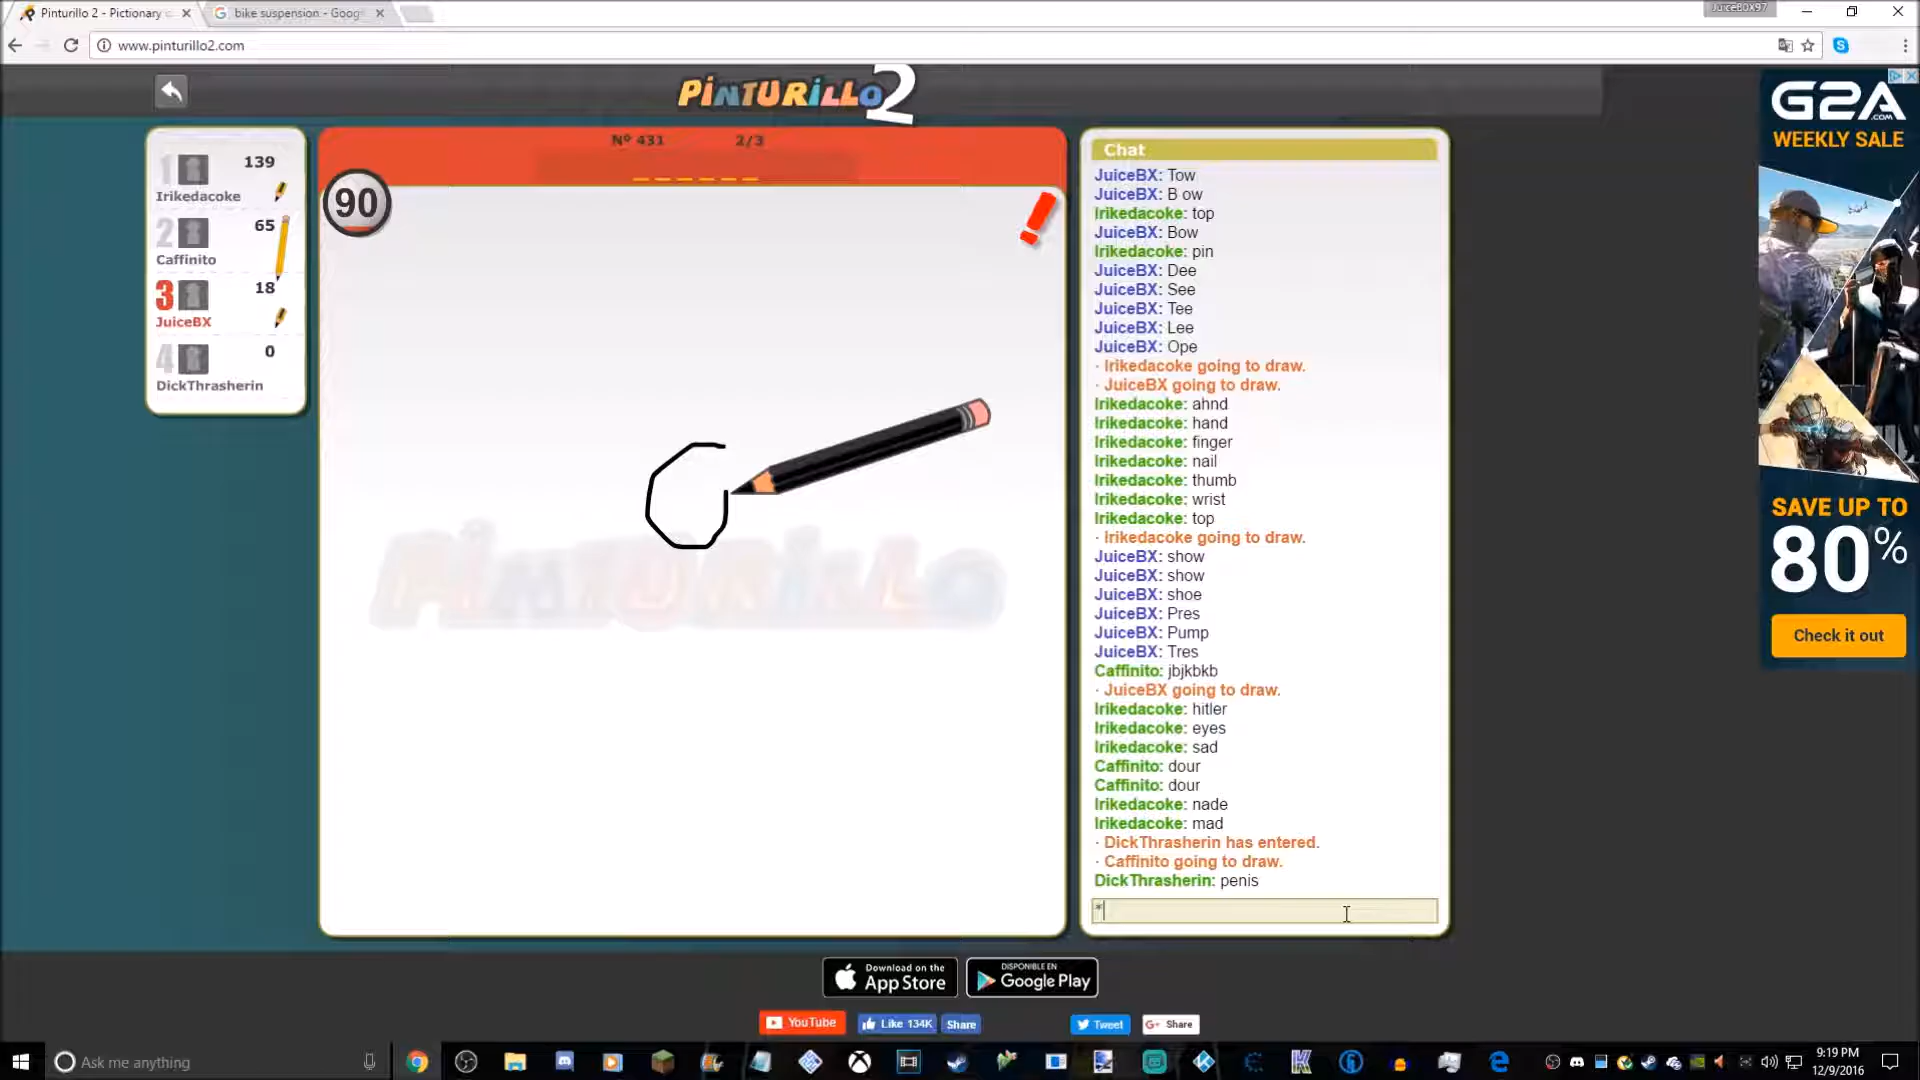 Pinturillo 2 - Pictionary
bike suspension - Goog
JuiceBOX97
www.pinturillo2.com
PiNTURiLLO2
1 139
Irikedacoke
2 65
Caffinito
3 18
JuiceBX
4 0
DickThrasherin
Nº 431 2/3
90
PiNTURiLLO
Chat
JuiceBX: Tow
JuiceBX: B ow
Irikedacoke: top
JuiceBX: Bow
Irikedacoke: pin
JuiceBX: Dee
JuiceBX: See
JuiceBX: Tee
JuiceBX: Lee
JuiceBX: Ope
· Irikedacoke going to draw.
· JuiceBX going to draw.
Irikedacoke: ahnd
Irikedacoke: hand
Irikedacoke: finger
Irikedacoke: nail
Irikedacoke: thumb
Irikedacoke: wrist
Irikedacoke: top
· Irikedacoke going to draw.
JuiceBX: show
JuiceBX: show
JuiceBX: shoe
JuiceBX: Pres
JuiceBX: Pump
JuiceBX: Tres
Caffinito: jbjkbkb
· JuiceBX going to draw.
Irikedacoke: hitler
Irikedacoke: eyes
Irikedacoke: sad
Caffinito: dour
Caffinito: dour
Irikedacoke: nade
Irikedacoke: mad
· DickThrasherin has entered.
· Caffinito going to draw.
DickThrasherin: penis
*
G2A
.COM
WEEKLY SALE
SAVE UP TO
80%
Check it out
Download on the
App Store
DISPONIBLE EN
Google Play
YouTube
Like 134K
Share
Tweet
G+ Share
Ask me anything
9:19 PM
12/9/2016